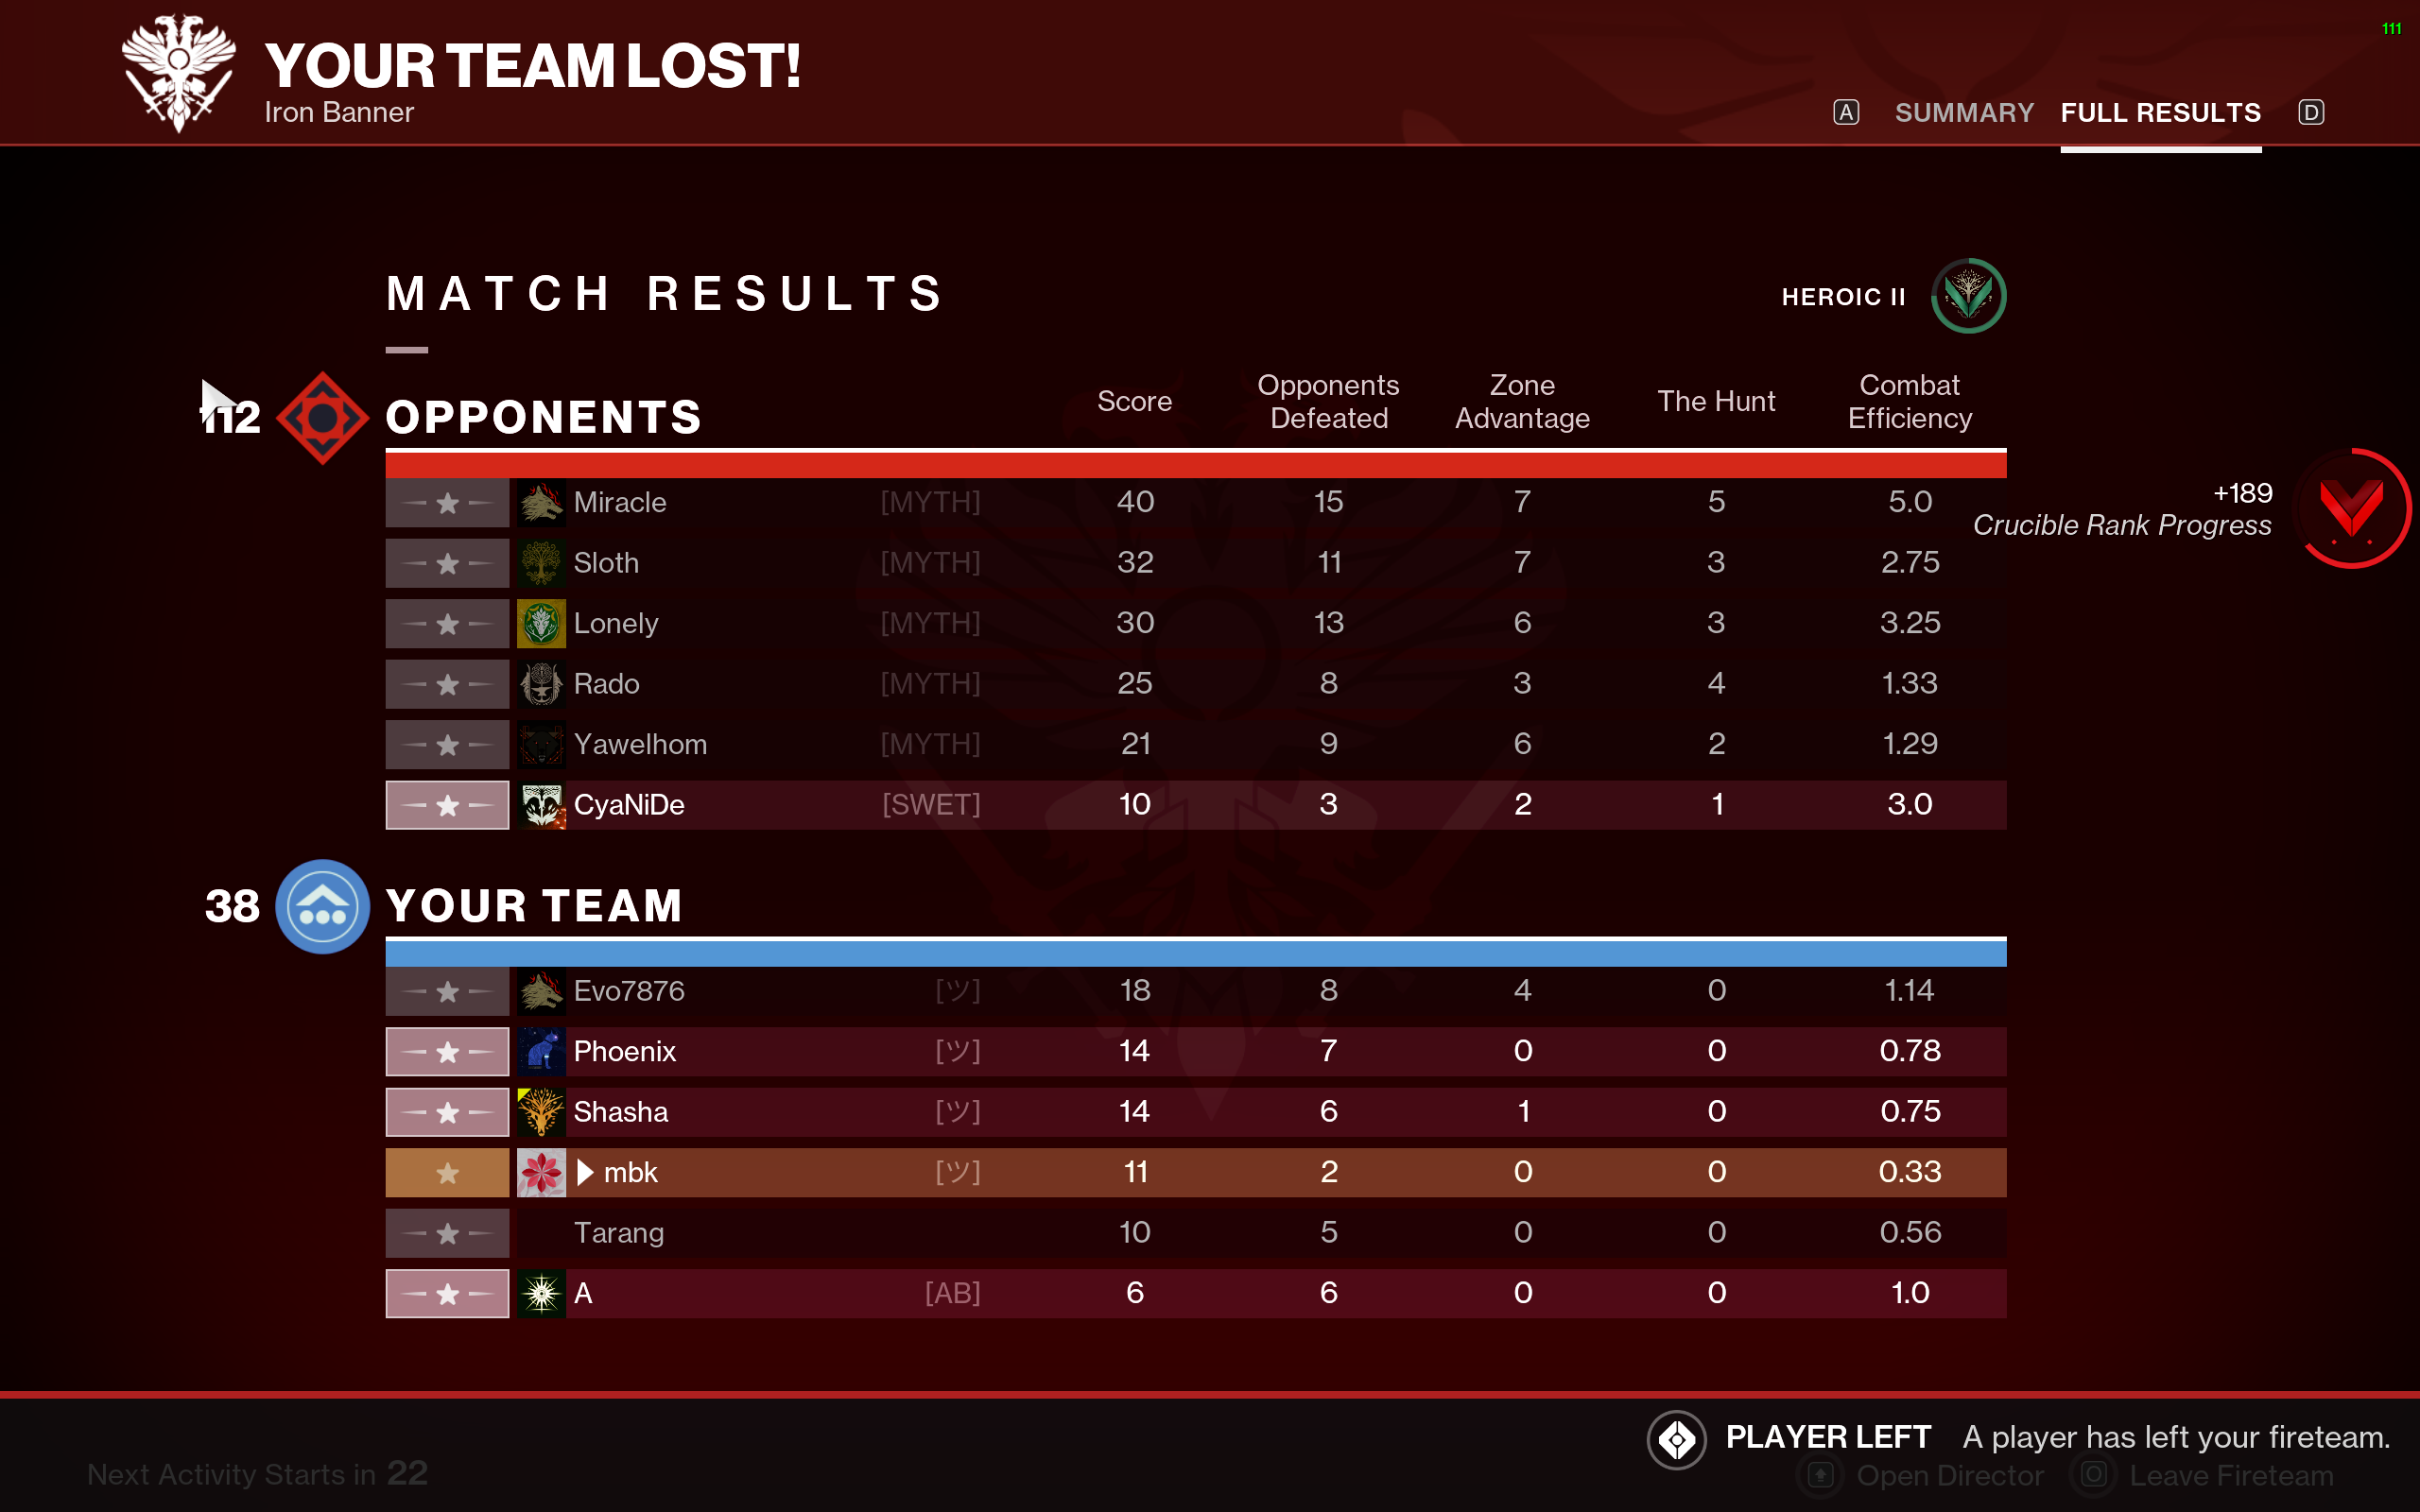 111
YOUR TEAM LOST!
Iron Banner
A SUMMARY FULL RESULTS D
MATCH RESULTS
HEROIC II
112 OPPONENTS Score Opponents Defeated Zone Advantage The Hunt Combat Efficiency
Miracle [MYTH] 40 15 7 5 5.0
+189
Crucible Rank Progress
Sloth [MYTH] 32 11 7 3 2.75
Lonely [MYTH] 30 13 6 3 3.25
Rado [MYTH] 25 8 3 4 1.33
Yawelhom [MYTH] 21 9 6 2 1.29
CyaNiDe [SWET] 10 3 2 1 3.0
38 YOUR TEAM
Evo7876 [ツ] 18 8 4 0 1.14
Phoenix [ツ] 14 7 0 0 0.78
Shasha [ツ] 14 6 1 0 0.75
mbk [ツ] 11 2 0 0 0.33
Tarang 10 5 0 0 0.56
A [AB] 6 6 0 0 1.0
PLAYER LEFT A player has left your fireteam.
Next Activity Starts in 22
Open Director O Leave Fireteam